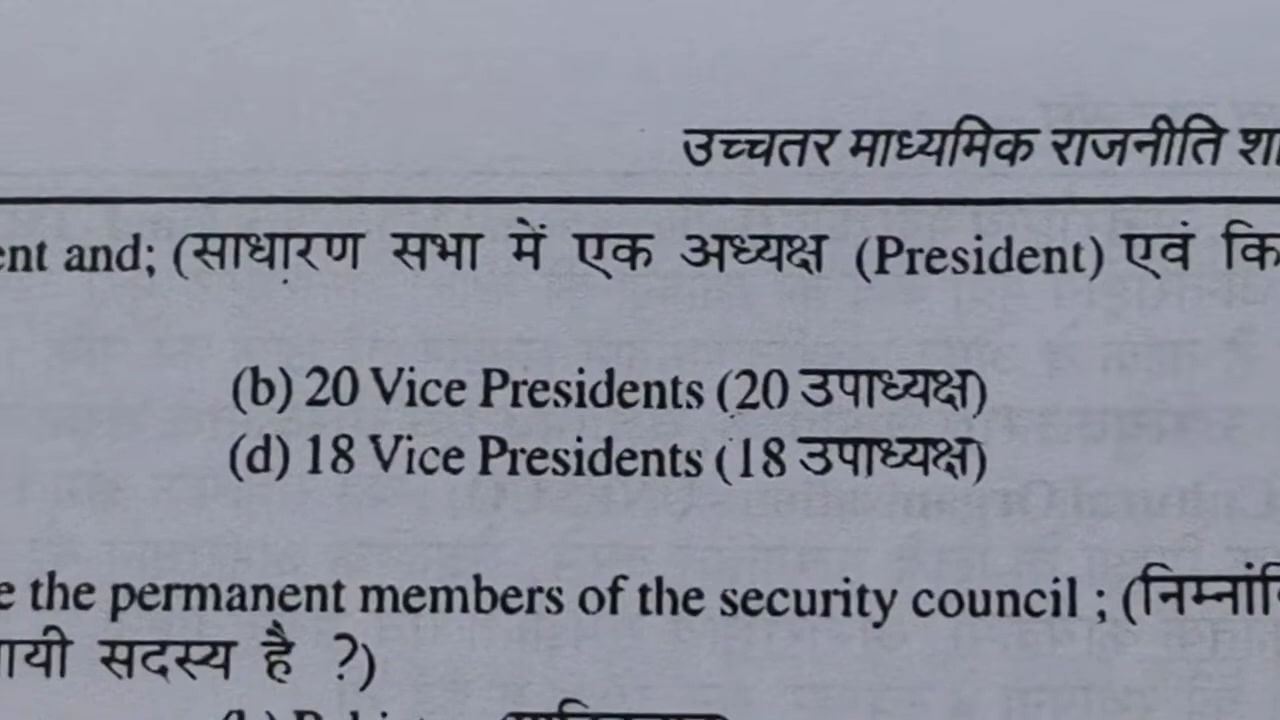 उच्चतर माध्यमिक राजनीति
and; (साधारण सभा में एक अध्यक्ष (President) एवं
(b) 20 Vice Presidents (20 उपाध्यक्ष)
(d) 18 Vice Presidents (18 उपाध्यक्ष)
the permanent members of the security council ;
सदस्य है ?)